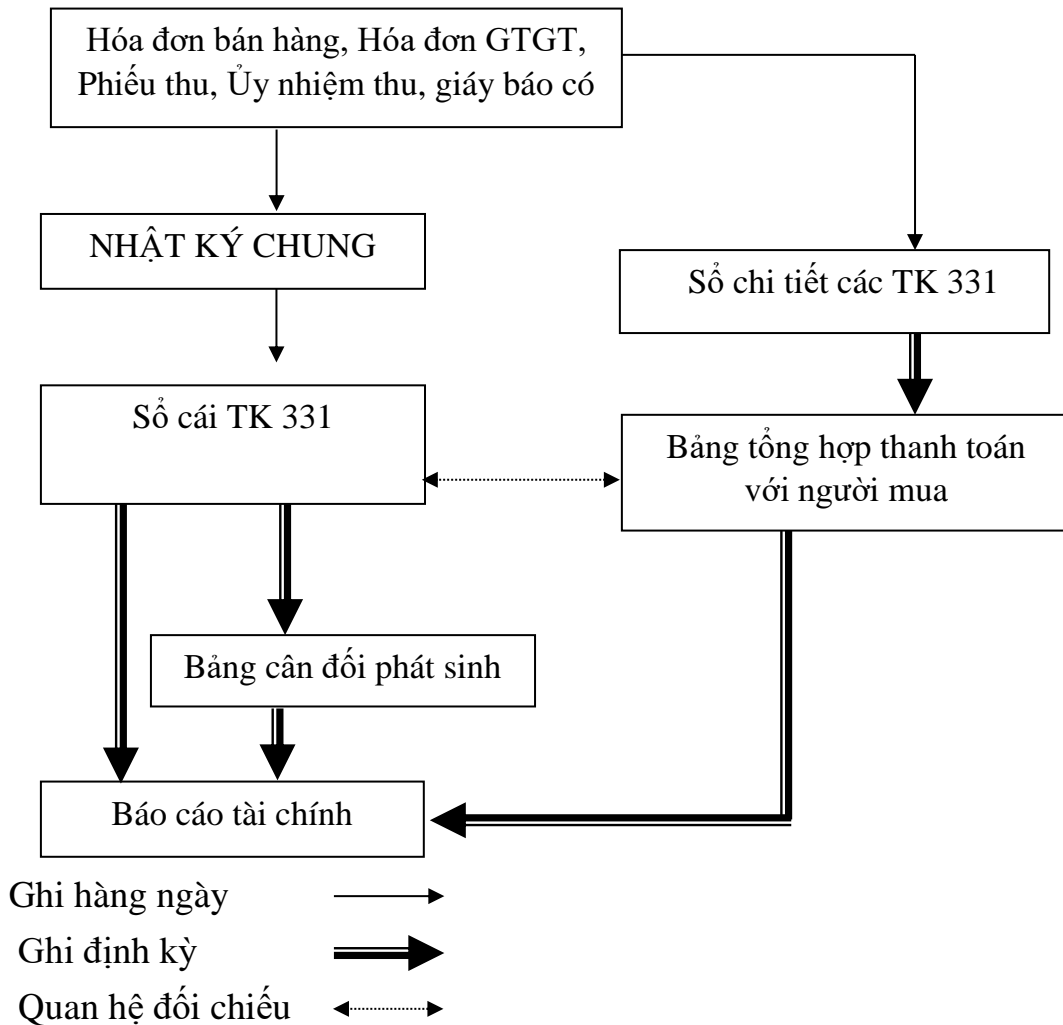 Hóa đơn bán hàng, Hóa đơn GTGT,
Phiếu thu, Ủy nhiệm thu, giáy báo có
NHẬT KÝ CHUNG
Sổ chi tiết các TK 331
Sổ cái TK 331
Bảng tổng hợp thanh toán
với người mua
Bảng cân đối phát sinh
Báo cáo tài chính
Ghi hàng ngày
Ghi định kỳ
Quan hệ đối chiếu